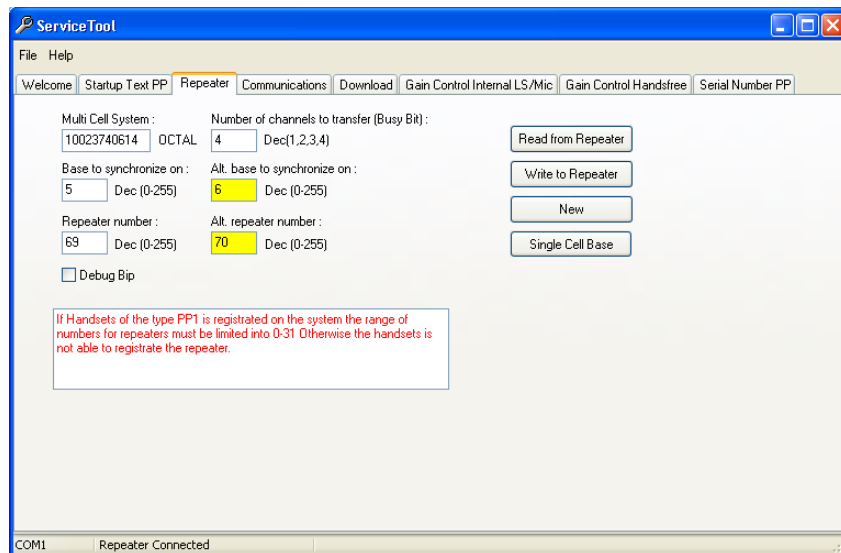 ServiceTool
File Help
Welcome Startup Text PP Repeater Communications Download Gain Control Internal LS/Mic Gain Control Handsfree Serial Number PP
Multi Cell System : Number of channels to transfer (Busy Bit) :
10023740614 OCTAL 4 Dec(1,2,3,4) Read from Repeater
Base to synchronize on : Alt. base to synchronize on : Write to Repeater
5 Dec (0-255) 6 Dec (0-255)
New
Repeater number : Alt. repeater number :
69 Dec (0-255) 70 Dec (0-255) Single Cell Base
Debug Bip
If Handsets of the type PP1 is registrated on the system the range of
numbers for repeaters must be limited into 0-31 Otherwise the handsets is
not able to registrate the repeater.
COM1 Repeater Connected